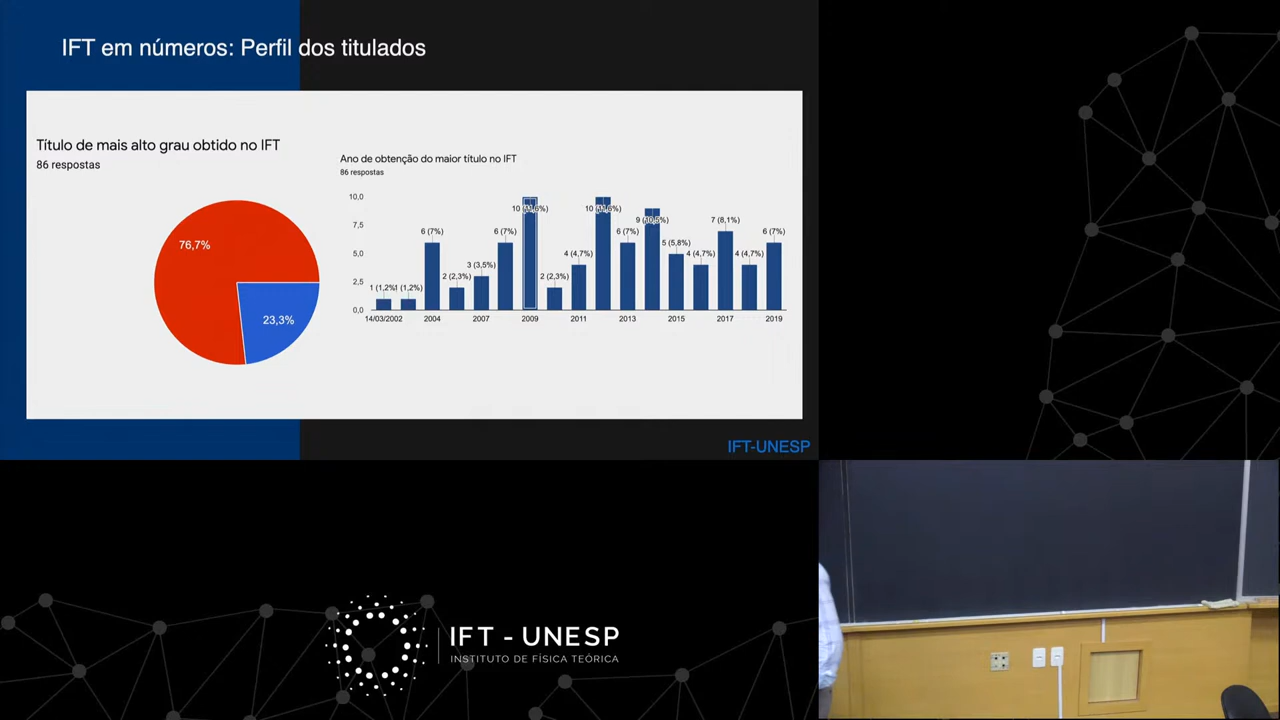 IFT em números: Perfil dos titulados
Título de mais alto grau obtido no IFT
86 respostas
76,7%
23,3%
Ano de obtenção do maior título no IFT
86 respostas
10,0
7,5
5,0
2,5
0,0
1 (1,2%)
1 (1,2%)
6 (7%)
2 (2,3%)
3 (3,5%)
6 (7%)
10 (11,6%)
2 (2,3%)
4 (4,7%)
10 (11,6%)
6 (7%)
9 (10,5%)
5 (5,8%)
4 (4,7%)
7 (8,1%)
4 (4,7%)
6 (7%)
14/03/2002 2004 2007 2009 2011 2013 2015 2017 2019
IFT-UNESP
IFT - UNESP
INSTITUTO DE FÍSICA TEÓRICA